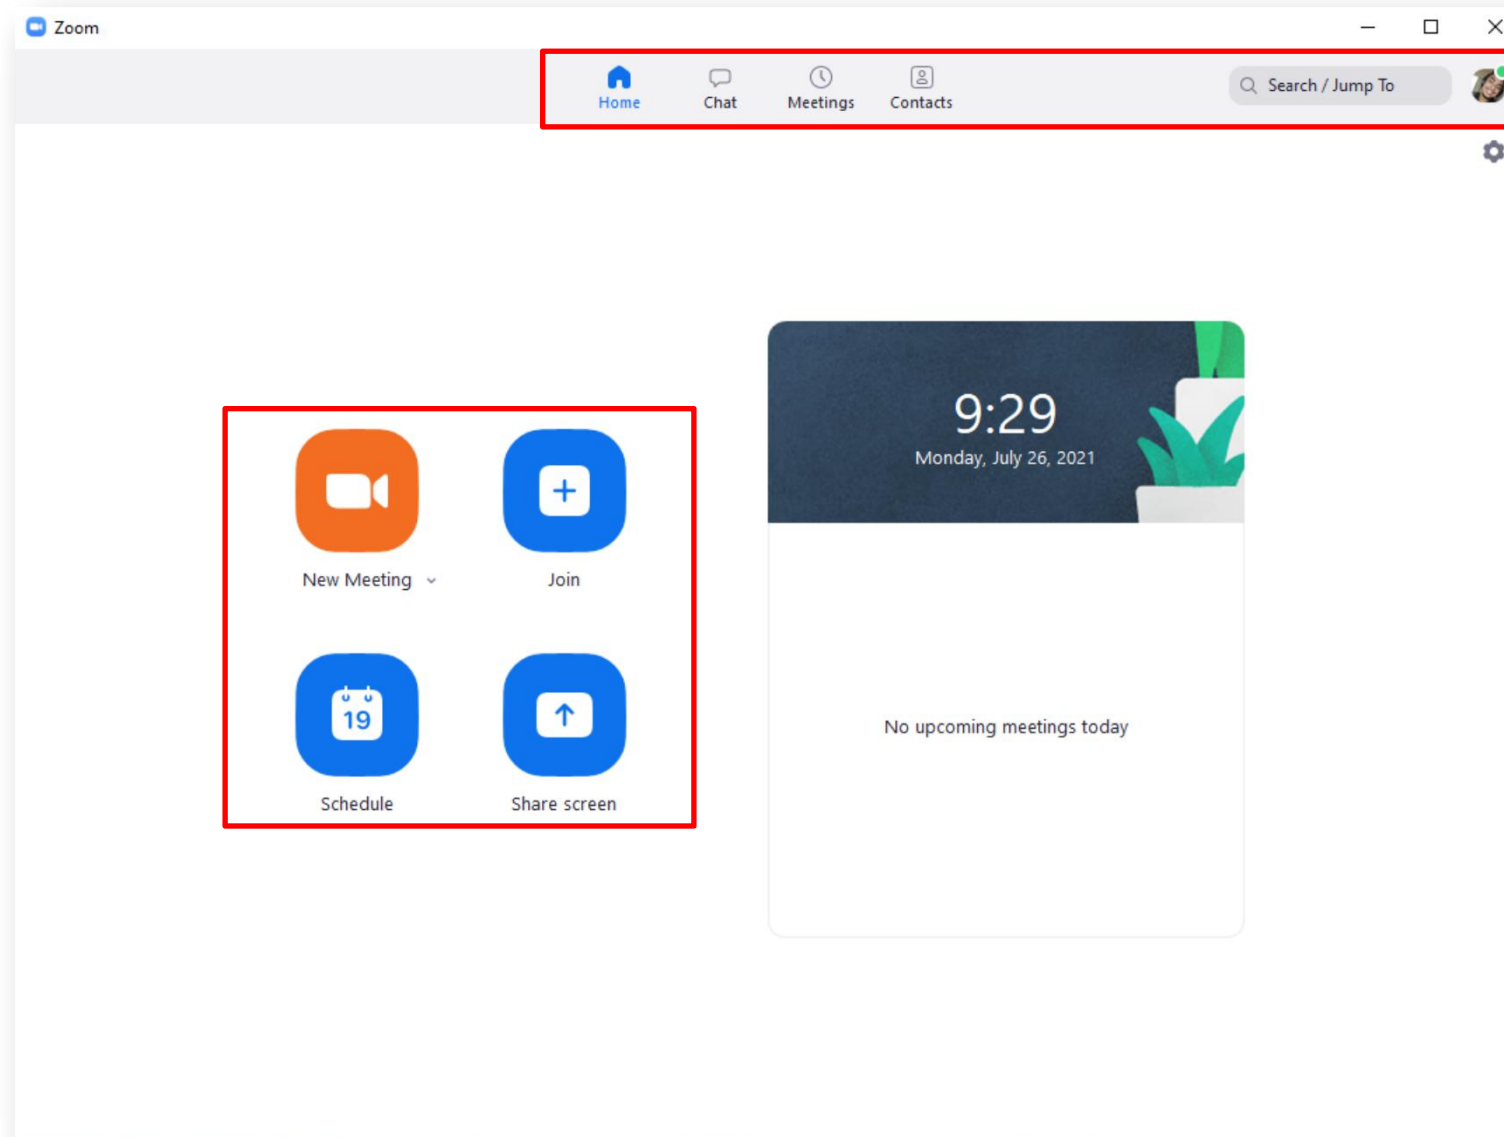 Zoom
Home
Chat
Meetings
Contacts
Search / Jump To
New Meeting
Join
19
Schedule
Share screen
9:29
Monday, July 26, 2021
No upcoming meetings today